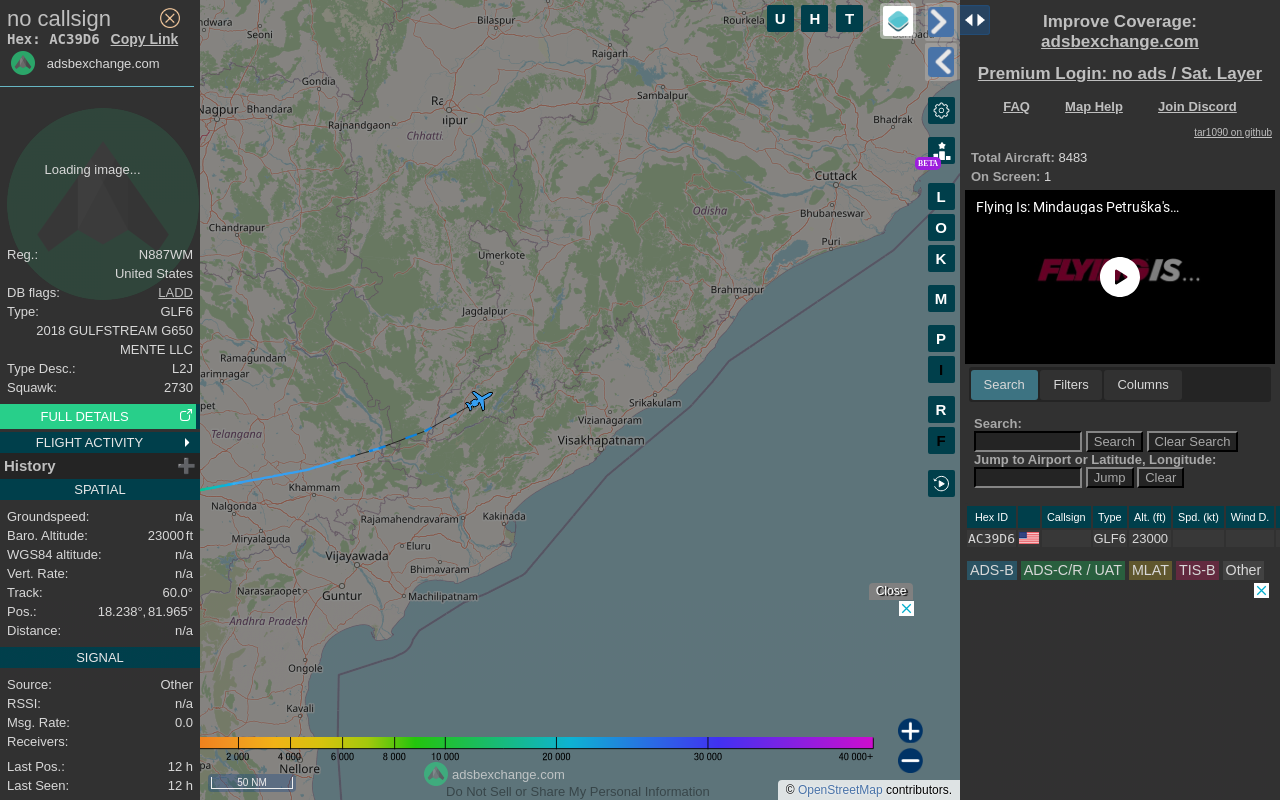 no callsign
Hex: AC39D6 Copy Link
adsbexchange.com
Loading image...
Reg.: N887WM
United States
DB flags: LADD
Type: GLF6
2018 GULFSTREAM G650
MENTE LLC
Type Desc.: L2J
Squawk: 2730
FULL DETAILS
FLIGHT ACTIVITY
History
SPATIAL
Groundspeed: n/a
Baro. Altitude: 23000 ft
WGS84 altitude: n/a
Vert. Rate: n/a
Track: 60.0°
Pos.: 18.238°, 81.965°
Distance: n/a
SIGNAL
Source: Other
RSSI: n/a
Msg. Rate: 0.0
Receivers:
Last Pos.: 12 h
Last Seen: 12 h
U H T
Bilaspur
Rourkela
Seoni
Raigarh
Gondia
Sambalpur
Nagpur
Bhandara
Rajnandgaon
Ra
ipur
Chhatti
Bhadrak
BETA
Cuttack
Odisha
Bhubaneswar
Chandrapur
Puri
Umerkote
Brahmapur
Jagdalpur
Ramagundam
arimnagar
pet
Srikakulam
Vizianagaram
Telangana
Visakhapatnam
Khammam
Nalgonda
Rajamahendravaram
Kakinada
Miryalaguda
Eluru
Vijayawada
Bhimavaram
Narasaraopet
Guntur
Machilipatnam
Andhra Pradesh
Ongole
Kavali
Nellore
L
O
K
M
P
I
R
F
Close
2 000 4 000 6 000 8 000 10 000 20 000 30 000 40 000+
50 NM
adsbexchange.com
Do Not Sell or Share My Personal Information
© OpenStreetMap contributors.
Improve Coverage:
adsbexchange.com
Premium Login: no ads / Sat. Layer
FAQ Map Help Join Discord
tar1090 on github
Total Aircraft: 8483
On Screen: 1
Flying Is: Mindaugas Petruška's...
FLYING IS...
Search Filters Columns
Search:
Search Clear Search
Jump to Airport or Latitude, Longitude:
Jump Clear
Hex ID Callsign Type Alt. (ft) Spd. (kt) Wind D.
AC39D6 GLF6 23000
ADS-B ADS-C/R / UAT MLAT TIS-B Other